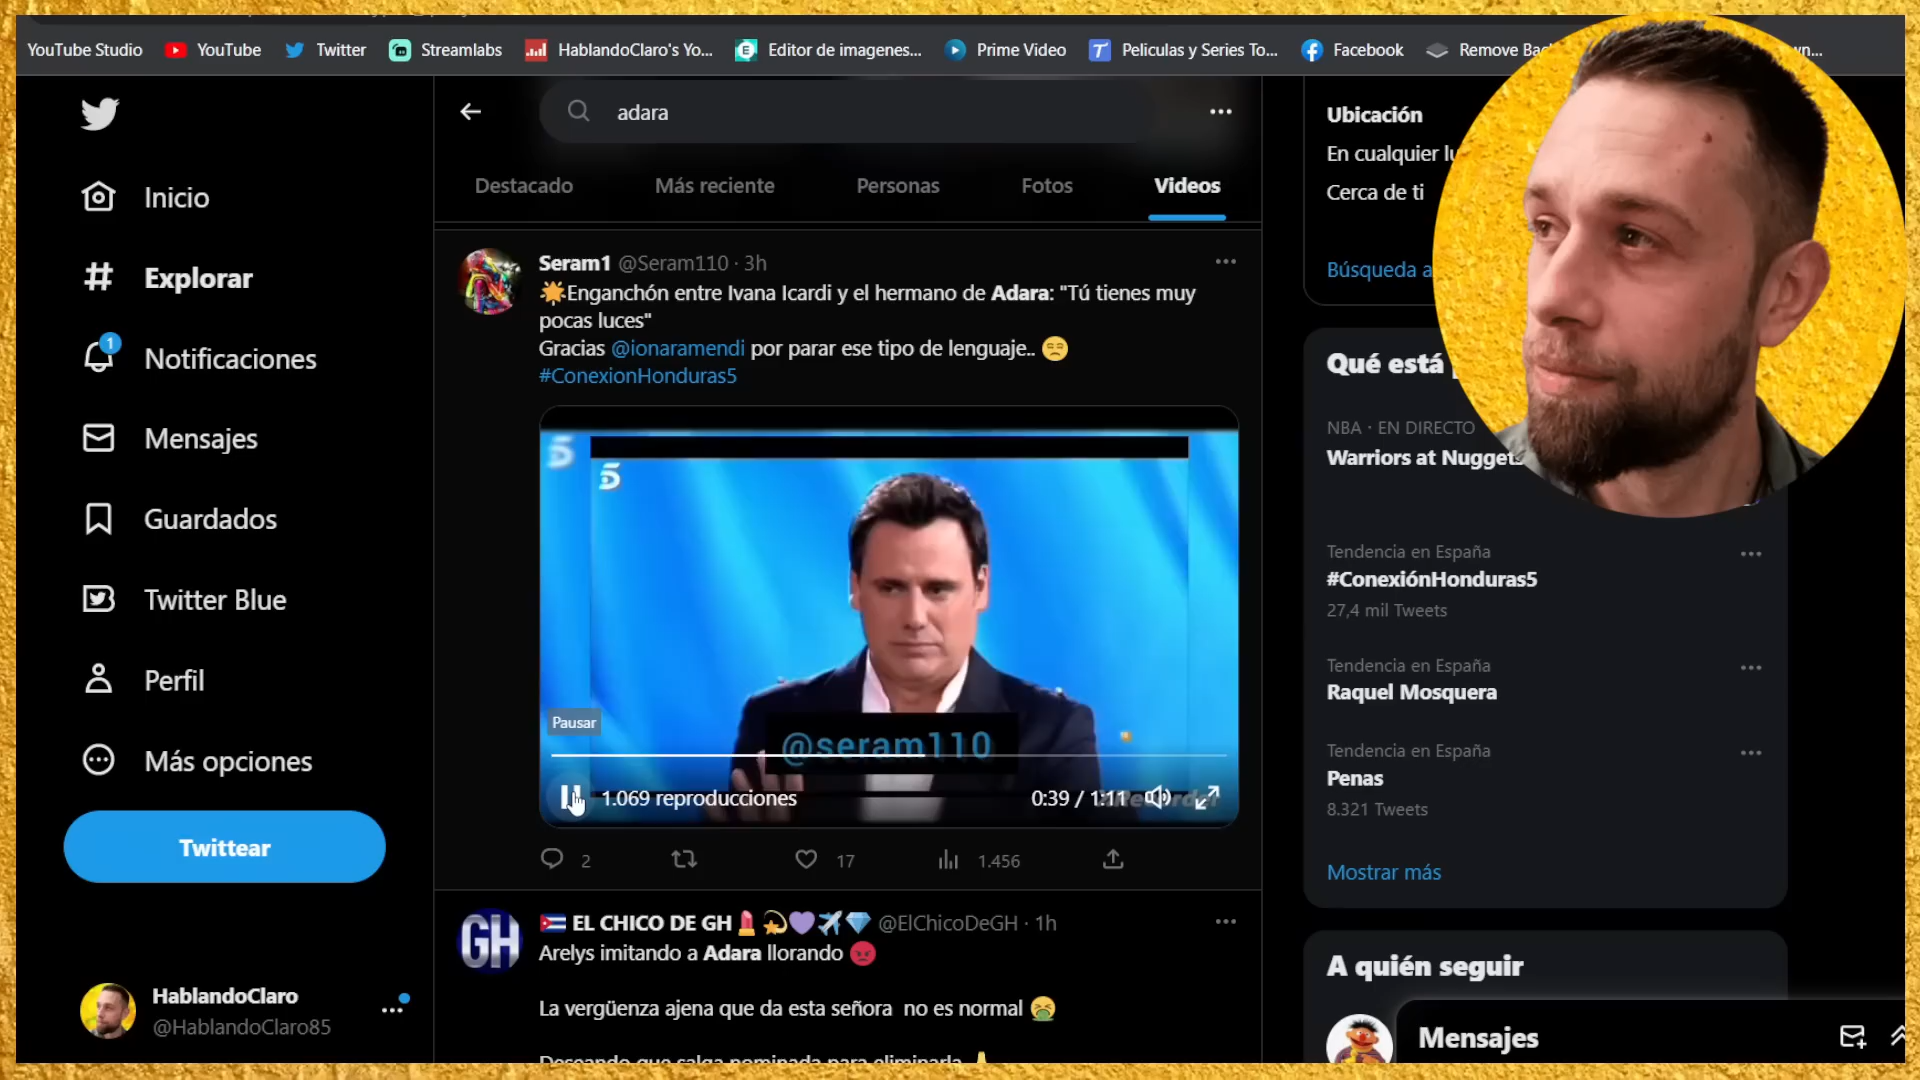 YouTube Studio
YouTube
Twitter
Streamlabs
HablandoClaro's Yo...
Editor de imagenes...
Prime Video
Peliculas y Series To...
Facebook
Remove
adara
Destacado
Más reciente
Personas
Fotos
Videos
Inicio
Explorar
1
Notificaciones
Mensajes
Guardados
Twitter Blue
Perfil
Más opciones
Twittear
HablandoClaro
@HablandoClaro85
Seram1 @Seram110 · 3h
Enganchón entre Ivana Icardi y el hermano de Adara: "Tú tienes muy
pocas luces"
Gracias @ionaramendi por parar ese tipo de lenguaje..
#ConexionHonduras5
5
5
@seram110
Pausar
1.069 reproducciones
0:39 / 1:11
2
17
1.456
GH
EL CHICO DE GH @ElChicoDeGH · 1h
Arelys imitando a Adara llorando
La vergüenza ajena que da esta señora no es normal
Deseando que salga nominada para eliminarla
Ubicación
En cualquier
Cerca de ti
Búsqueda
Qué está
NBA · EN DIRECTO
Warriors at Nuggets
Tendencia en España
#ConexiónHonduras5
27,4 mil Tweets
Tendencia en España
Raquel Mosquera
Tendencia en España
Penas
8.321 Tweets
Mostrar más
A quién seguir
Mensajes